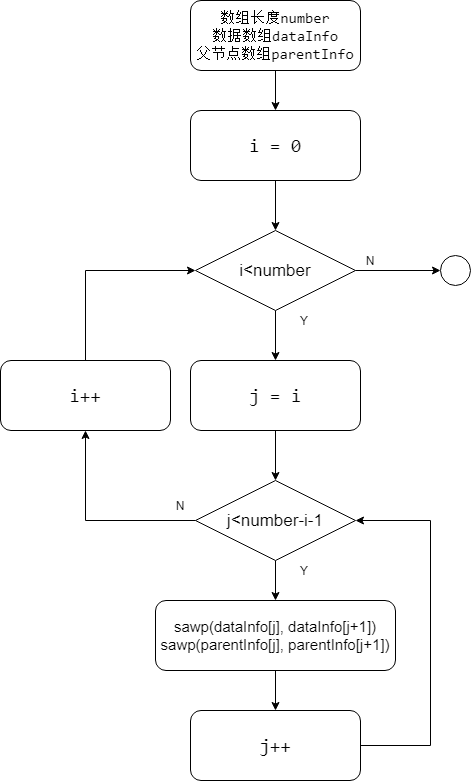 数组长度number
数据数组dataInfo
父节点数组parentInfo
i = 0
i<number
N
Y
i++
j = i
j<number-i-1
N
Y
sawp(dataInfo[j], dataInfo[j+1])
sawp(parentInfo[j], parentInfo[j+1])
j++